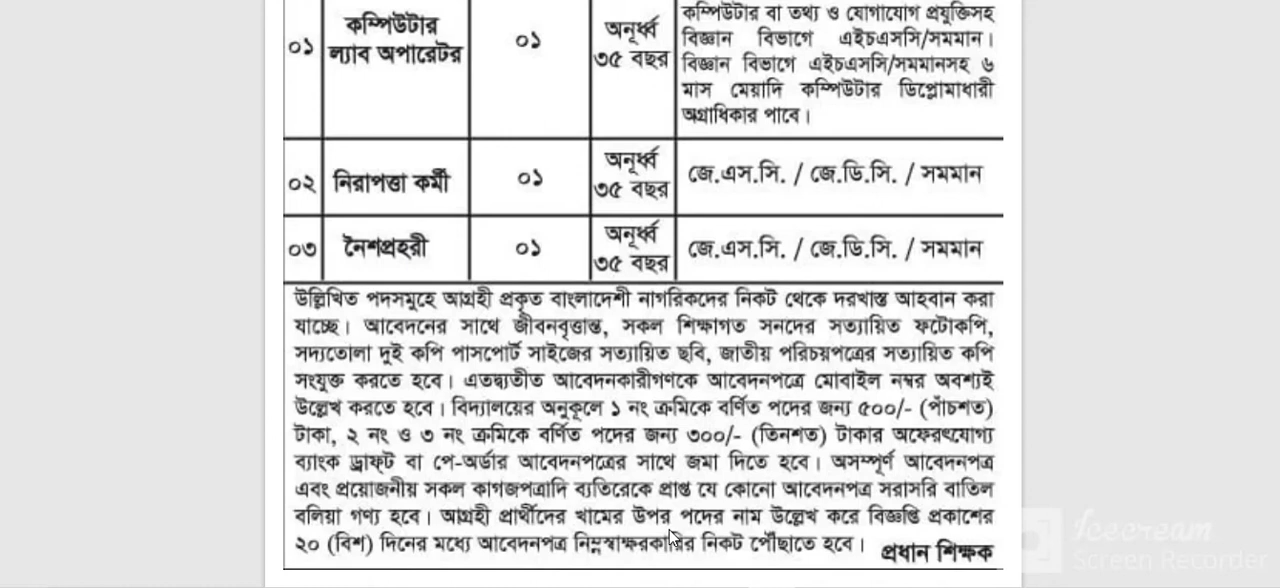 কম্পিউটার বা তথ্য ও যোগাযোগ প্রযুক্তিসহ
বিজ্ঞান বিভাগে এইচএসসি/সমমান।
বিজ্ঞান বিভাগে এইচএসসি/সমমানসহ ৬
মাস মেয়াদি কম্পিউটার ডিপ্লোমাধারী
অগ্রাধিকার পাবে।
০১ কম্পিউটার ল্যাব অপারেটর ০১ অনূর্ধ্ব ৩৫ বছর
০২ নিরাপত্তা কর্মী ০১ অনূর্ধ্ব ৩৫ বছর জে.এস.সি. / জে.ডি.সি. / সমমান
০৩ নৈশপ্রহরী ০১ অনূর্ধ্ব ৩৫ বছর জে.এস.সি. / জে.ডি.সি. / সমমান
উল্লিখিত পদসমুহে আগ্রহী প্রকৃত বাংলাদেশী নাগরিকদের নিকট থেকে দরখাস্ত আহবান করা
যাচ্ছে। আবেদনের সাথে জীবনবৃত্তান্ত, সকল শিক্ষাগত সনদের সত্যায়িত ফটোকপি,
সদ্যতোলা দুই কপি পাসপোর্ট সাইজের সত্যায়িত ছবি, জাতীয় পরিচয়পত্রের সত্যায়িত কপি
সংযুক্ত করতে হবে। এতদ্ব্যতীত আবেদনকারীগণকে আবেদনপত্রে মোবাইল নম্বর অবশ্যই
উল্লেখ করতে হবে। বিদ্যালয়ের অনুকূলে ১ নং ক্রমিকে বর্ণিত পদের জন্য ৫০০/- (পাঁচশত)
টাকা, ২ নং ও ৩ নং ক্রমিকে বর্ণিত পদের জন্য ৩০০/- (তিনশত) টাকার অফেরৎযোগ্য
ব্যাংক ড্রাফ্ট বা পে-অর্ডার আবেদনপত্রের সাথে জমা দিতে হবে। অসম্পূর্ণ আবেদনপত্র
এবং প্রয়োজনীয় সকল কাগজপত্রাদি ব্যতিরেকে প্রাপ্ত যে কোনো আবেদনপত্র সরাসরি বাতিল
বলিয়া গণ্য হবে। আগ্রহী প্রার্থীদের খামের উপর পদের নাম উল্লেখ করে বিজ্ঞপ্তি প্রকাশের
২০ (বিশ) দিনের মধ্যে আবেদনপত্র নিম্নস্বাক্ষরকারীর নিকট পৌঁছাতে হবে।
প্রধান শিক্ষক
Icecream
Screen Recorder